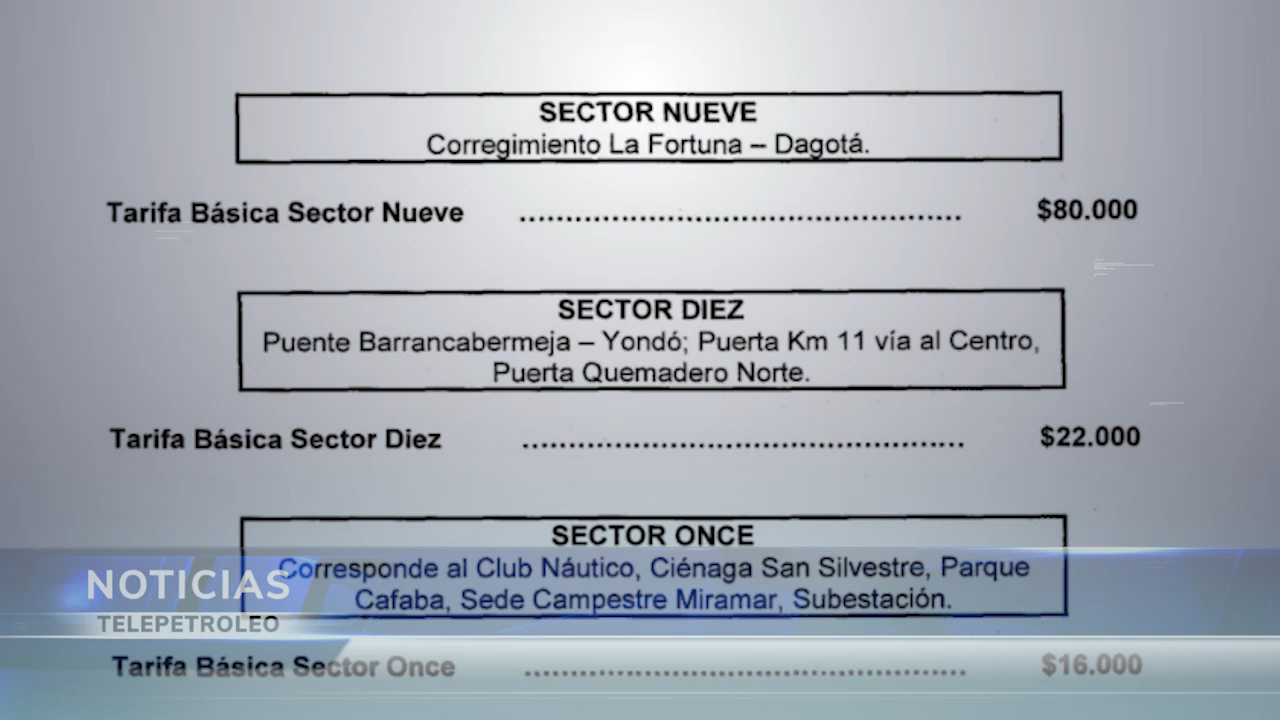 SECTOR NUEVE
Corregimiento La Fortuna – Dagotá.
Tarifa Básica Sector Nueve ................................................ $80.000
SECTOR DIEZ
Puente Barrancabermeja – Yondó; Puerta Km 11 vía al Centro,
Puerta Quemadero Norte.
Tarifa Básica Sector Diez ................................................ $22.000
SECTOR ONCE
Corresponde al Club Náutico, Ciénaga San Silvestre, Parque
Cafaba, Sede Campestre Miramar, Subestación.
NOTICIAS
TELEPETROLEO
Tarifa Básica Sector Once ................................................ $16.000